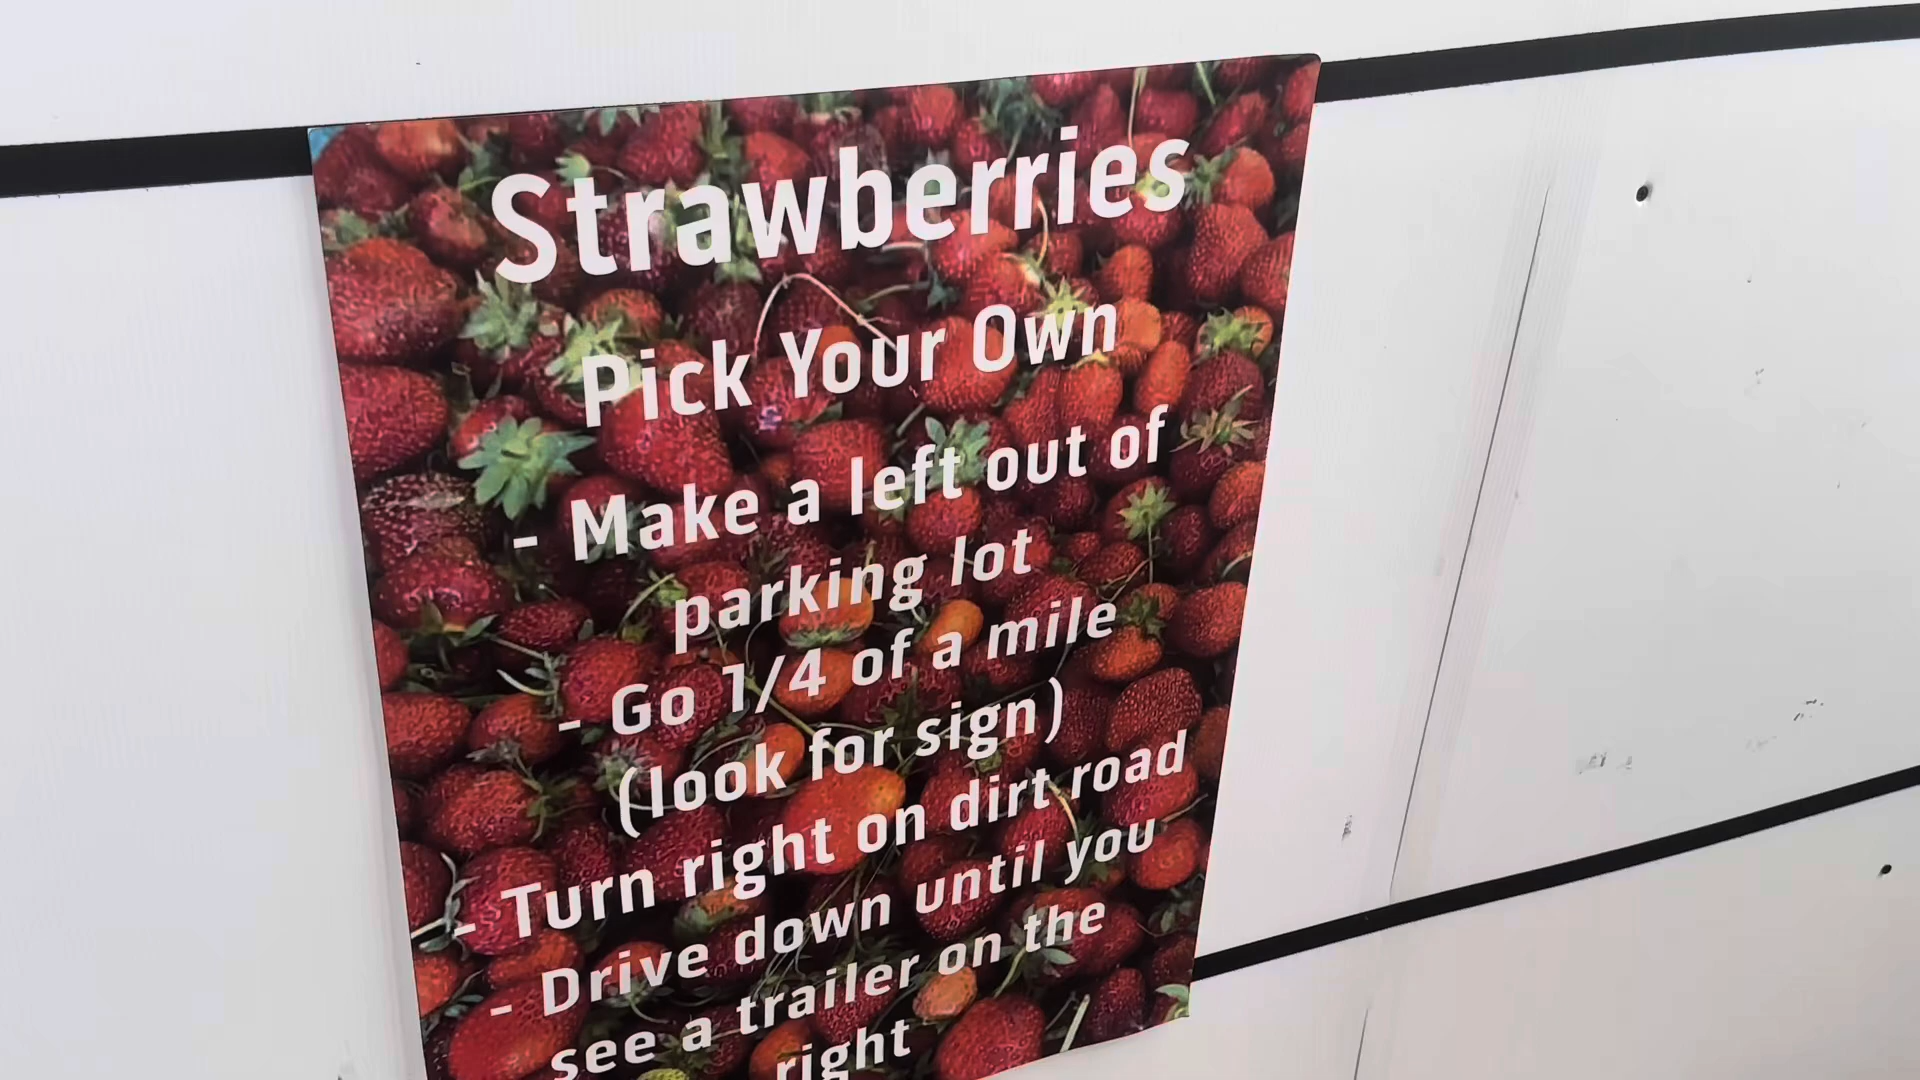 Strawberries
Pick Your Own
- Make a left out of
parking lot
- Go 1/4 of a mile
(look for sign)
- Turn right on dirt road
- Drive down until you
see a trailer on the
right